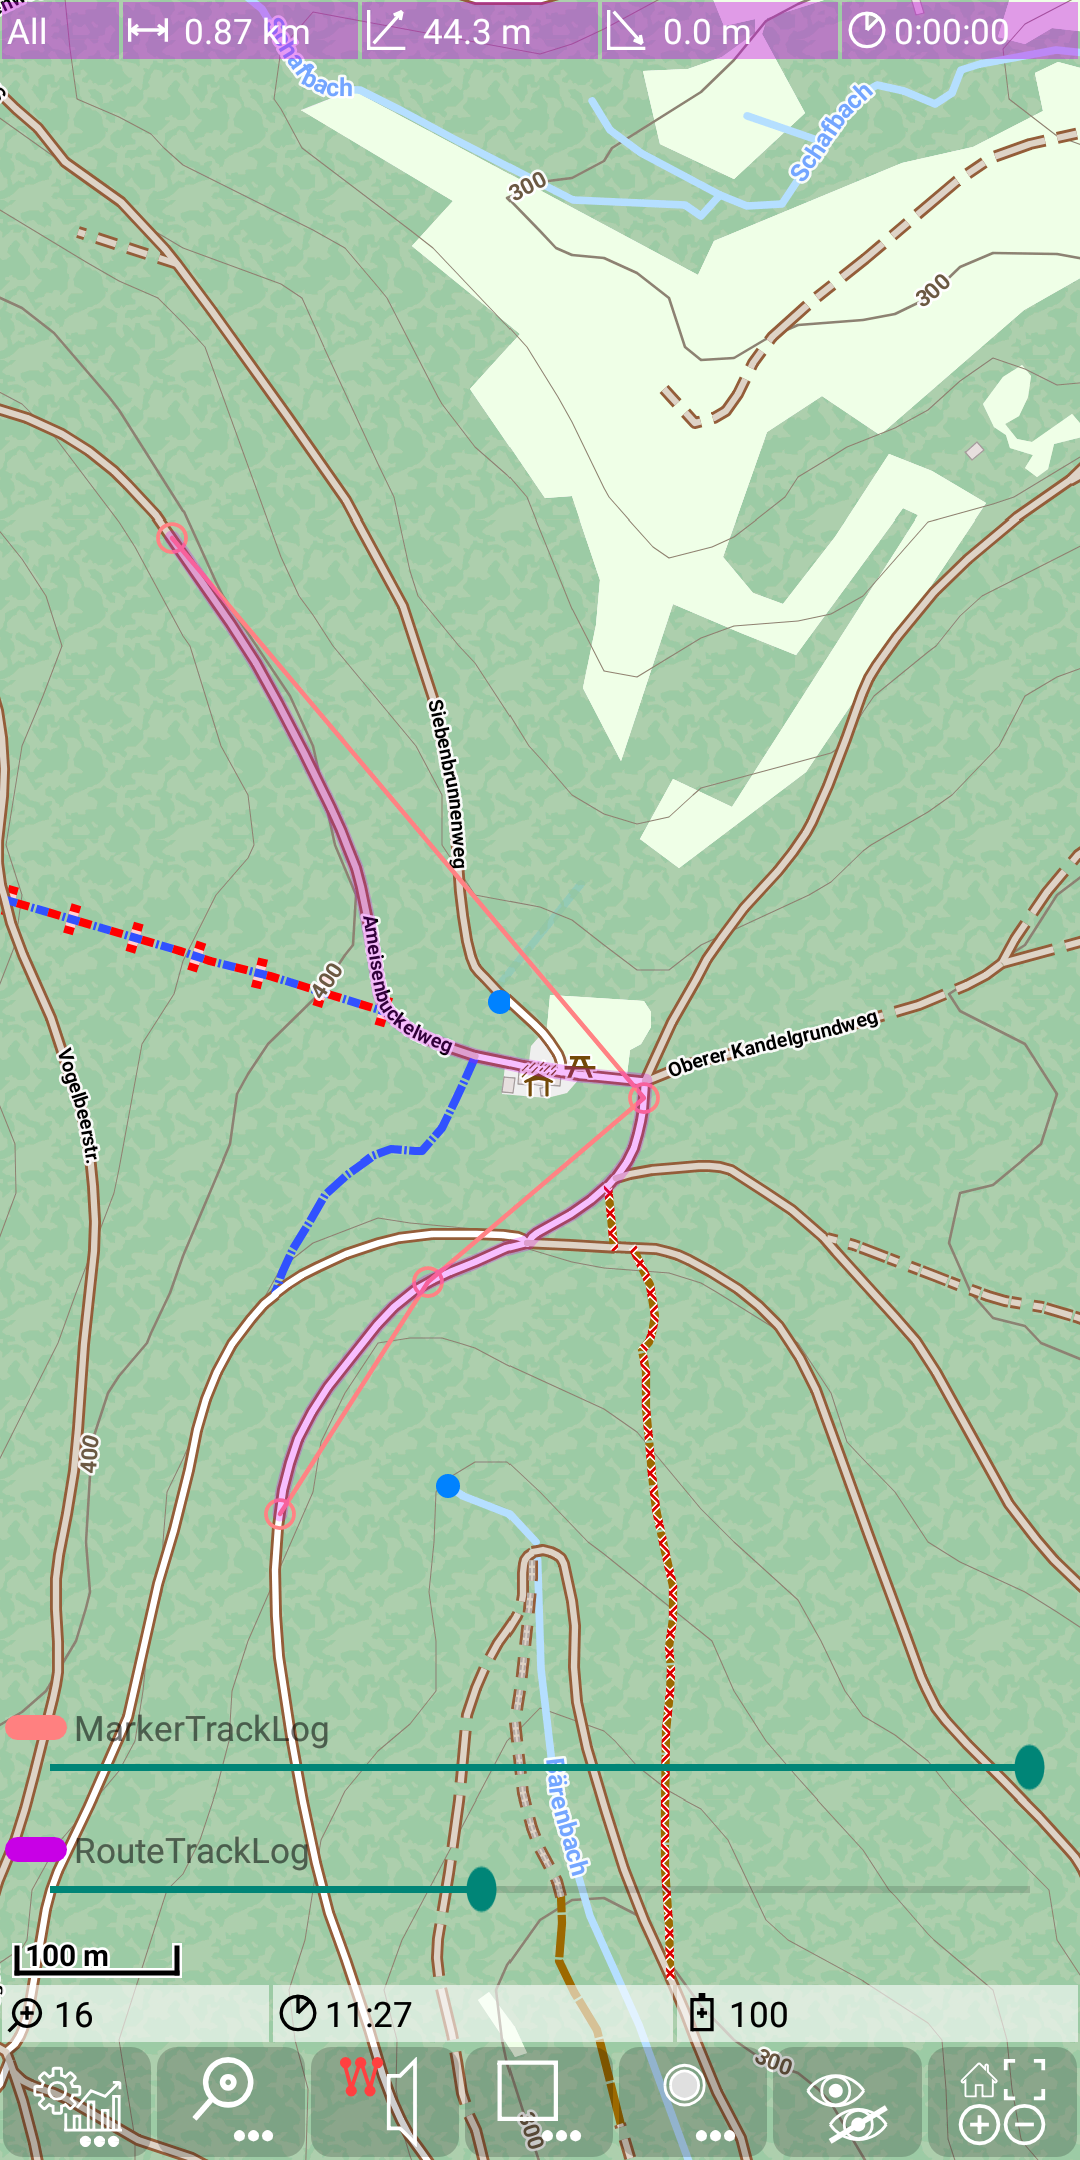 All
0.87 km
44.3 m
0.0 m
0:00:00
Schafbach
Schafbach
300
300
Siebenbrunnenweg
Ameisenbuckelweg
400
Oberer Kandelgrundweg
Vogelbeerstr.
400
MarkerTrackLog
Bärenbach
RouteTrackLog
100 m
16
11:27
100
300